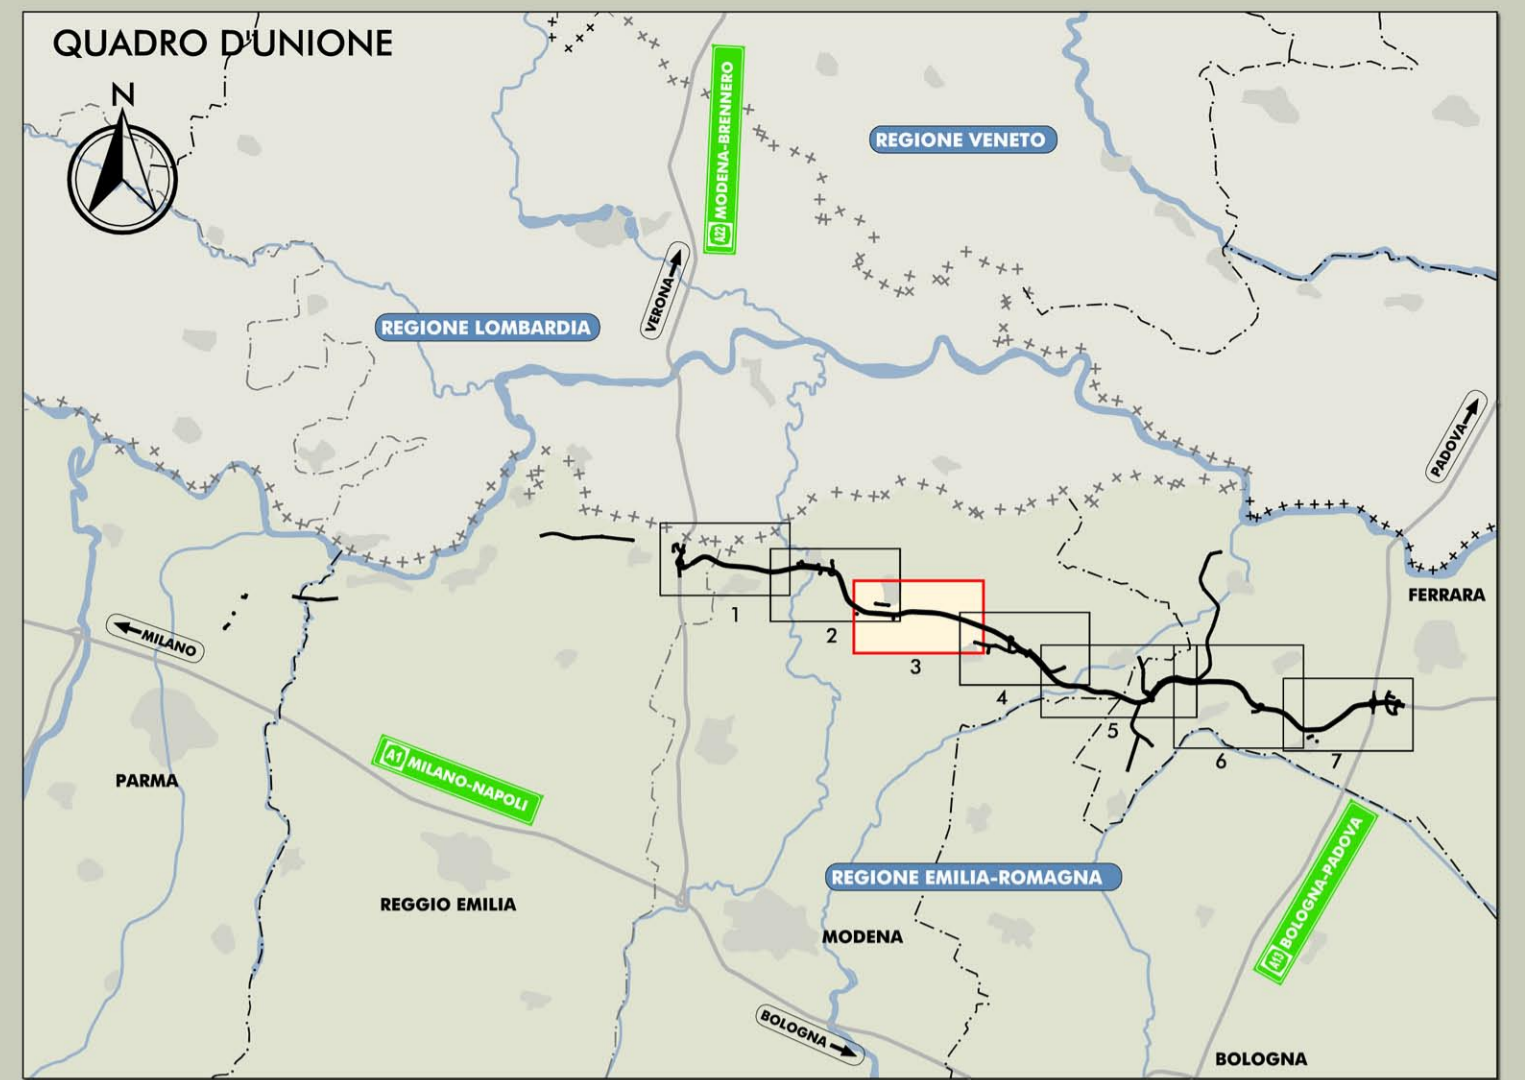 QUADRO D'UNIONE
N
A22 MODENA-BRENNERO
REGIONE VENETO
VERONA
REGIONE LOMBARDIA
PADOVA
FERRARA
MILANO
1
2
3
4
5
6
7
PARMA
A1 MILANO-NAPOLI
REGIONE EMILIA-ROMAGNA
A13 BOLOGNA-PADOVA
REGGIO EMILIA
MODENA
BOLOGNA
BOLOGNA